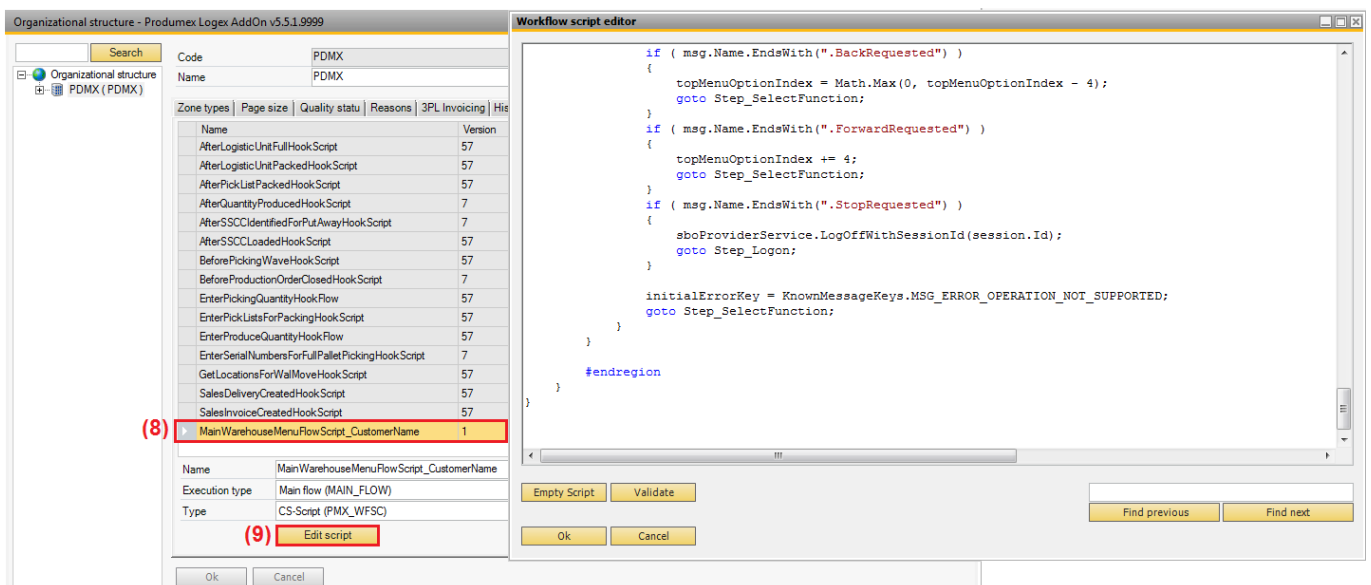 Organizational structure - Produmex Logex AddOn v5.5.1.9999
Search
Organizational structure
PDMX ( PDMX )
Code
PDMX
Name
PDMX
Zone types | Page size | Quality statu | Reasons | 3PL Invoicing | His
Name Version
AfterLogisticUnitFullHookScript 57
AfterLogisticUnitPackedHookScript 57
AfterPickListPackedHookScript 57
AfterQuantityProducedHookScript 7
AfterSSCCIdentifiedForPutAwayHookScript 7
AfterSSCCLoadedHookScript 57
BeforePickingWaveHookScript 57
BeforeProductionOrderClosedHookScript 7
EnterPickingQuantityHookFlow 57
EnterPickListsForPackingHookScript 57
EnterProduceQuantityHookFlow 57
EnterSerialNumbersForFullPalletPickingHookScript 7
GetLocationsForWalMoveHookScript 57
SalesDeliveryCreatedHookScript 57
SalesInvoiceCreatedHookScript 57
(8) MainWarehouseMenuFlowScript_CustomerName 1
Name MainWarehouseMenuFlowScript_CustomerName
Execution type Main flow (MAIN_FLOW)
Type CS-Script (PMX_WFSC)
(9) Edit script
Ok Cancel
Workflow script editor
if ( msg.Name.EndsWith(".BackRequested") )
{
topMenuOptionIndex = Math.Max(0, topMenuOptionIndex - 4);
goto Step_SelectFunction;
}
if ( msg.Name.EndsWith(".ForwardRequested") )
{
topMenuOptionIndex += 4;
goto Step_SelectFunction;
}
if ( msg.Name.EndsWith(".StopRequested") )
{
sboProviderService.LogOffWithSessionId(session.Id);
goto Step_Logon;
}
initialErrorKey = KnownMessageKeys.MSG_ERROR_OPERATION_NOT_SUPPORTED;
goto Step_SelectFunction;
}
}
#endregion
}
}
Empty Script Validate
Find previous Find next
Ok Cancel